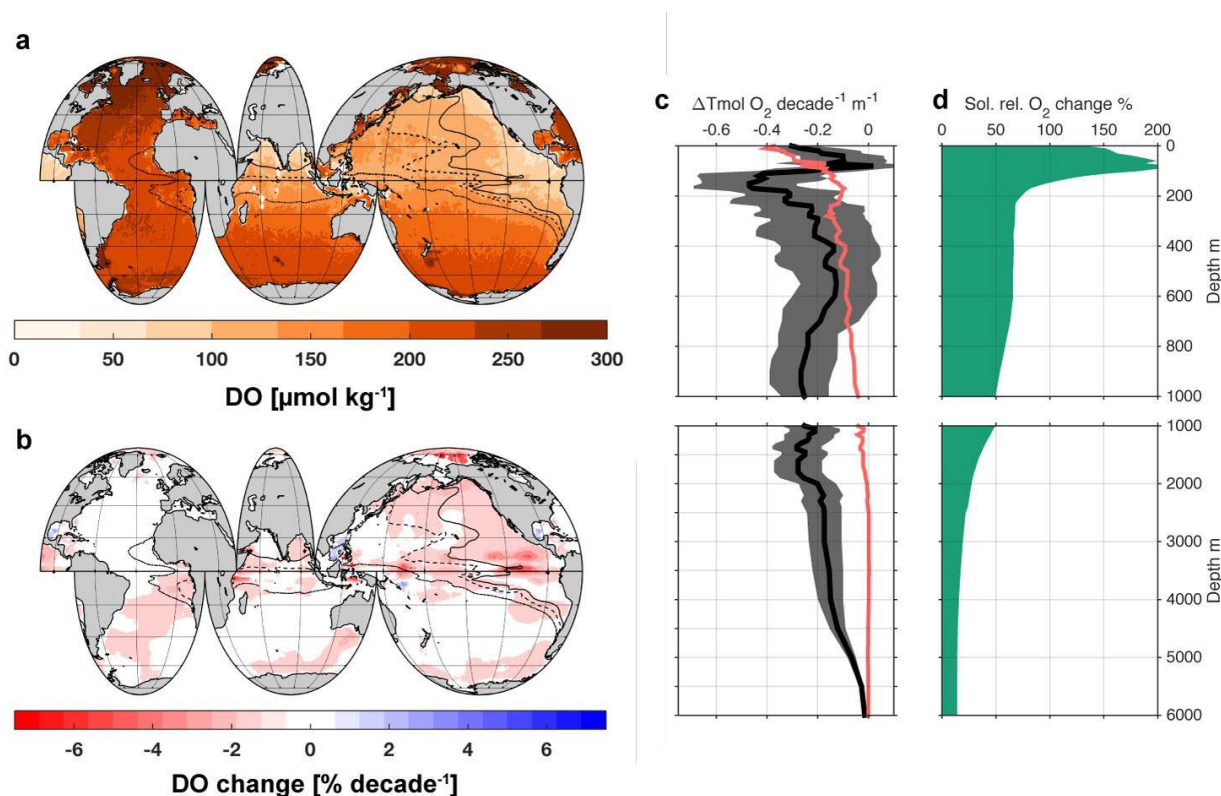 a
0 50 100 150 200 250 300
DO [µmol kg⁻¹]
b
-6 -4 -2 0 2 4 6
DO change [% decade⁻¹]
c
ΔTmol O₂ decade⁻¹ m⁻¹
-0.6 -0.4 -0.2 0
d
Sol. rel. O₂ change %
0 50 100 150 200
0
200
400
600
800
1000
Depth m
1000
2000
3000
4000
5000
6000
Depth m